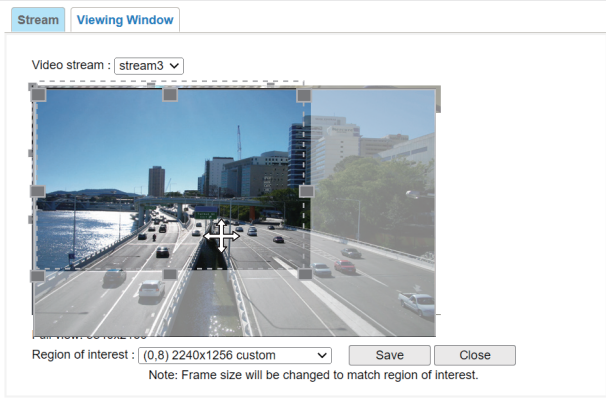 Stream Viewing Window
Video stream : stream3
Region of interest : (0,8) 2240x1256 custom Save Close
Note: Frame size will be changed to match region of interest.